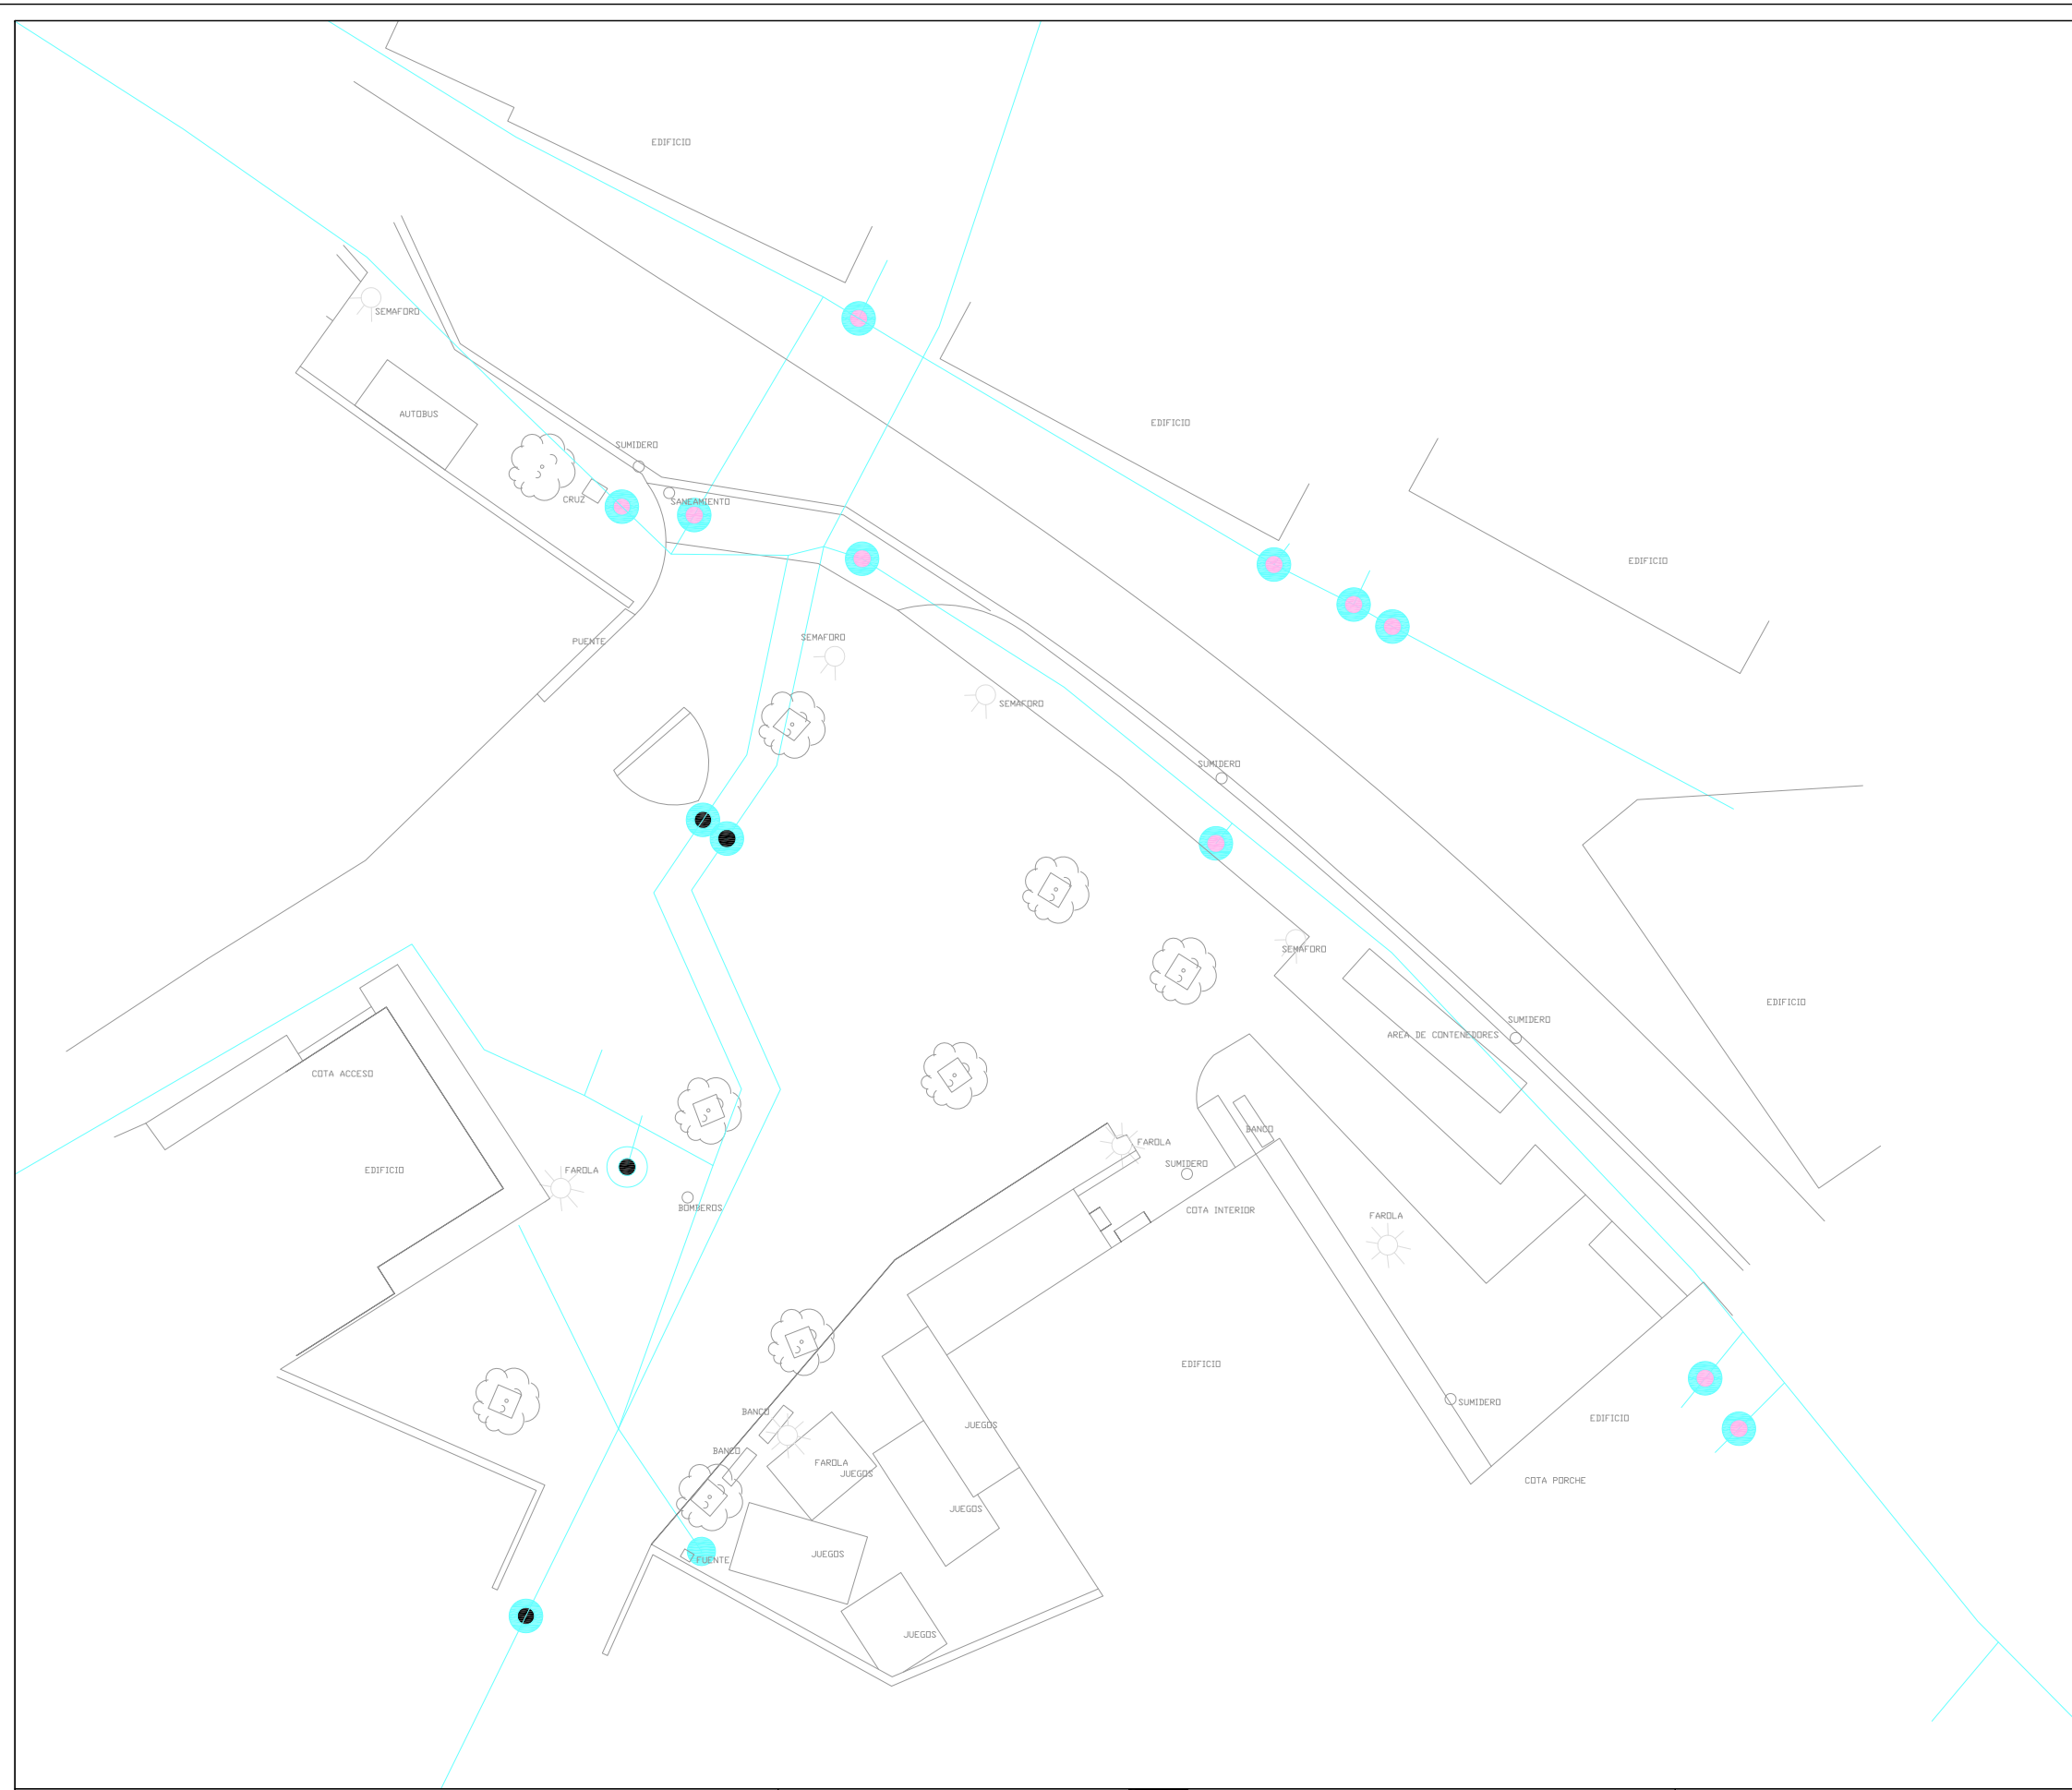 EDIFICIO
SEMAFORO
AUTOBUS
EDIFICIO
SUMIDERO
CRUZ
SANEAMIENTO
EDIFICIO
PUENTE
SEMAFORO
SEMAFORO
SUMIDERO
SEMAFORO
EDIFICIO
SUMIDERO
AREA DE CONTENEDORES
COTA ACCESO
BANCO
FAROLA
SUMIDERO
EDIFICIO
FAROLA
BOMBEROS
COTA INTERIOR
FAROLA
EDIFICIO
SUMIDERO
BANCO
EDIFICIO
JUEGOS
BANCO
FAROLA
JUEGOS
COTA PORCHE
JUEGOS
JUEGOS
FUENTE
JUEGOS